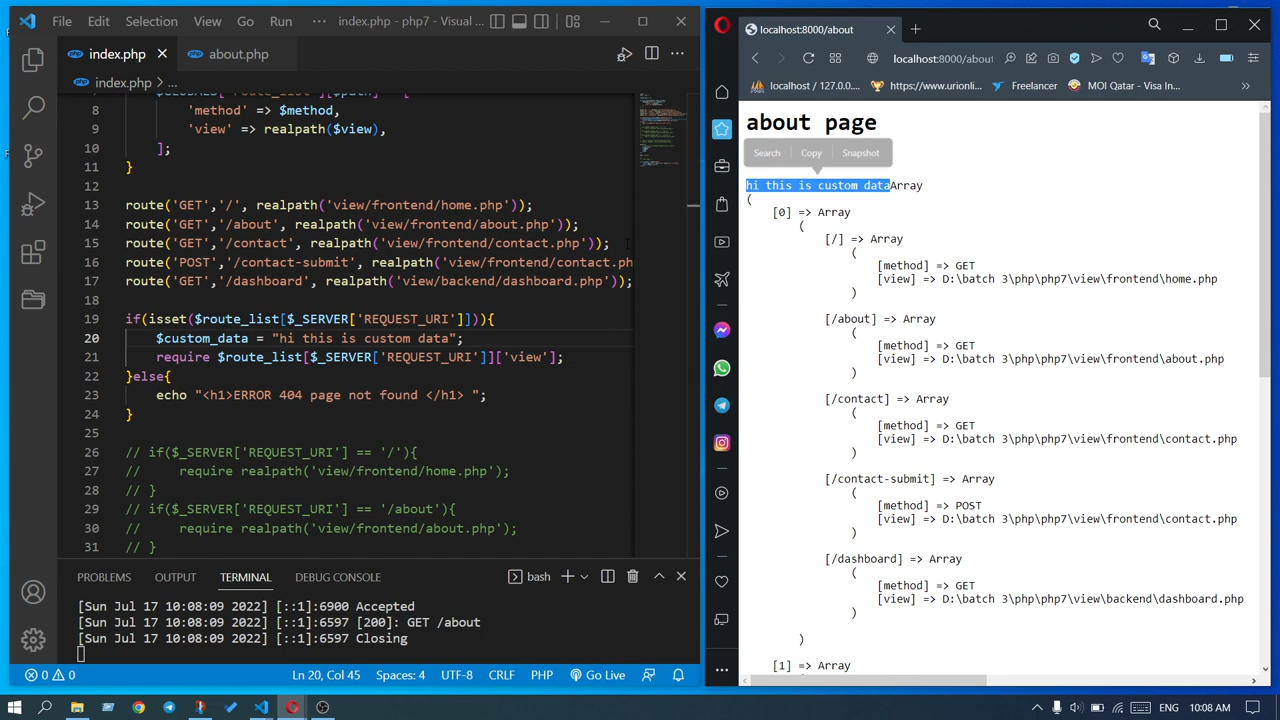 File Edit Selection View Go Run ··· index.php - php7 - Visual ...
index.php
about.php
index.php > ...
8 'method' => $method,
9 'view' => realpath($view),
10 ];
11 }
12
13 route('GET','/', realpath('view/frontend/home.php'));
14 route('GET','/about', realpath('view/frontend/about.php'));
15 route('GET','/contact', realpath('view/frontend/contact.php'));
16 route('POST','/contact-submit', realpath('view/frontend/contact.ph
17 route('GET','/dashboard', realpath('view/backend/dashboard.php'));
18
19 if(isset($route_list[$_SERVER['REQUEST_URI']])){
20 $custom_data = "hi this is custom data";
21 require $route_list[$_SERVER['REQUEST_URI']]['view'];
22 }else{
23 echo "<h1>ERROR 404 page not found </h1> ";
24 }
25
26 // if($_SERVER['REQUEST_URI'] == '/'){
27 // require realpath('view/frontend/home.php');
28 // }
29 // if($_SERVER['REQUEST_URI'] == '/about'){
30 // require realpath('view/frontend/about.php');
31 // }
PROBLEMS OUTPUT TERMINAL DEBUG CONSOLE bash
[Sun Jul 17 10:08:09 2022] [::1]:6900 Accepted
[Sun Jul 17 10:08:09 2022] [::1]:6597 [200]: GET /about
[Sun Jul 17 10:08:09 2022] [::1]:6597 Closing
0 0 Ln 20, Col 45 Spaces: 4 UTF-8 CRLF PHP Go Live
localhost:8000/about
localhost:8000/about
localhost / 127.0.0.... https://www.urionli... Freelancer MOI Qatar - Visa In...
about page
Search Copy Snapshot
hi this is custom dataArray
(
[0] => Array
(
[/] => Array
(
[method] => GET
[view] => D:\batch 3\php\php7\view\frontend\home.php
)
[/about] => Array
(
[method] => GET
[view] => D:\batch 3\php\php7\view\frontend\about.php
)
[/contact] => Array
(
[method] => GET
[view] => D:\batch 3\php\php7\view\frontend\contact.php
)
[/contact-submit] => Array
(
[method] => POST
[view] => D:\batch 3\php\php7\view\frontend\contact.php
)
[/dashboard] => Array
(
[method] => GET
[view] => D:\batch 3\php\php7\view\backend\dashboard.php
)
)
[1] => Array
ENG 10:08 AM